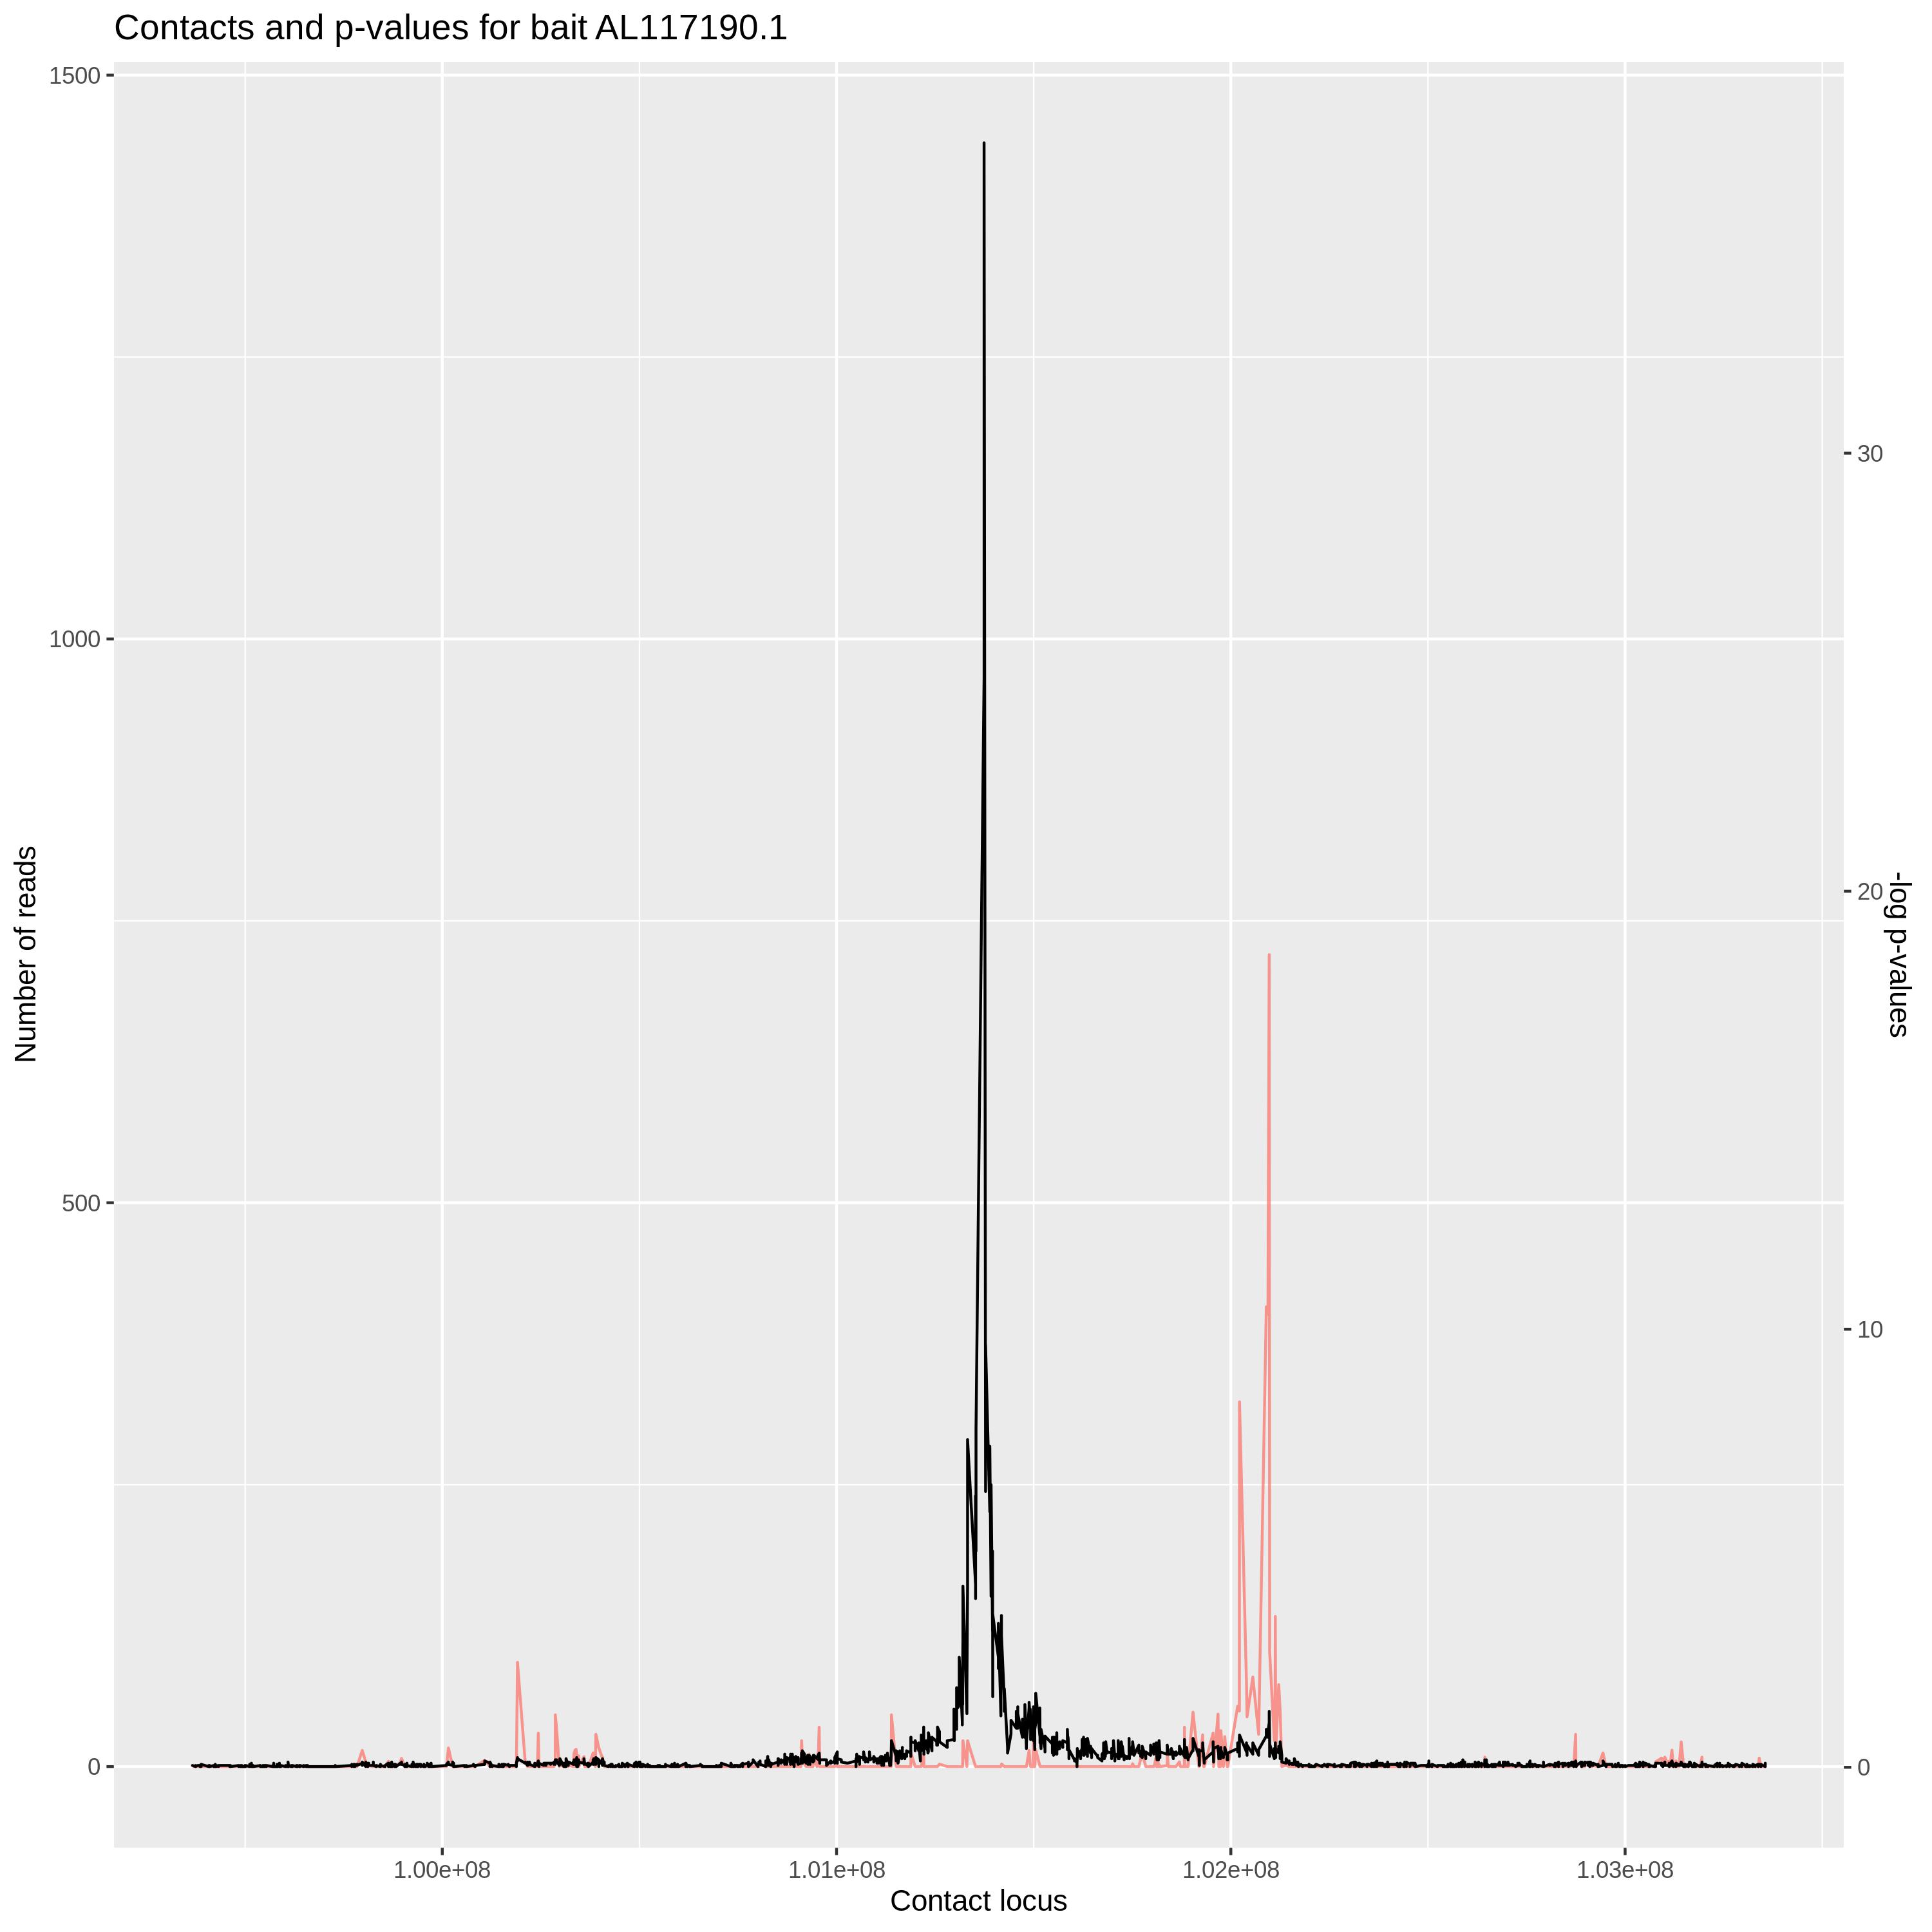 Contacts and p-values for bait AL117190.1
1500
1000
500
0
Number of reads
30
20
10
0
-log p-values
1.00e+08
1.01e+08
1.02e+08
1.03e+08
Contact locus